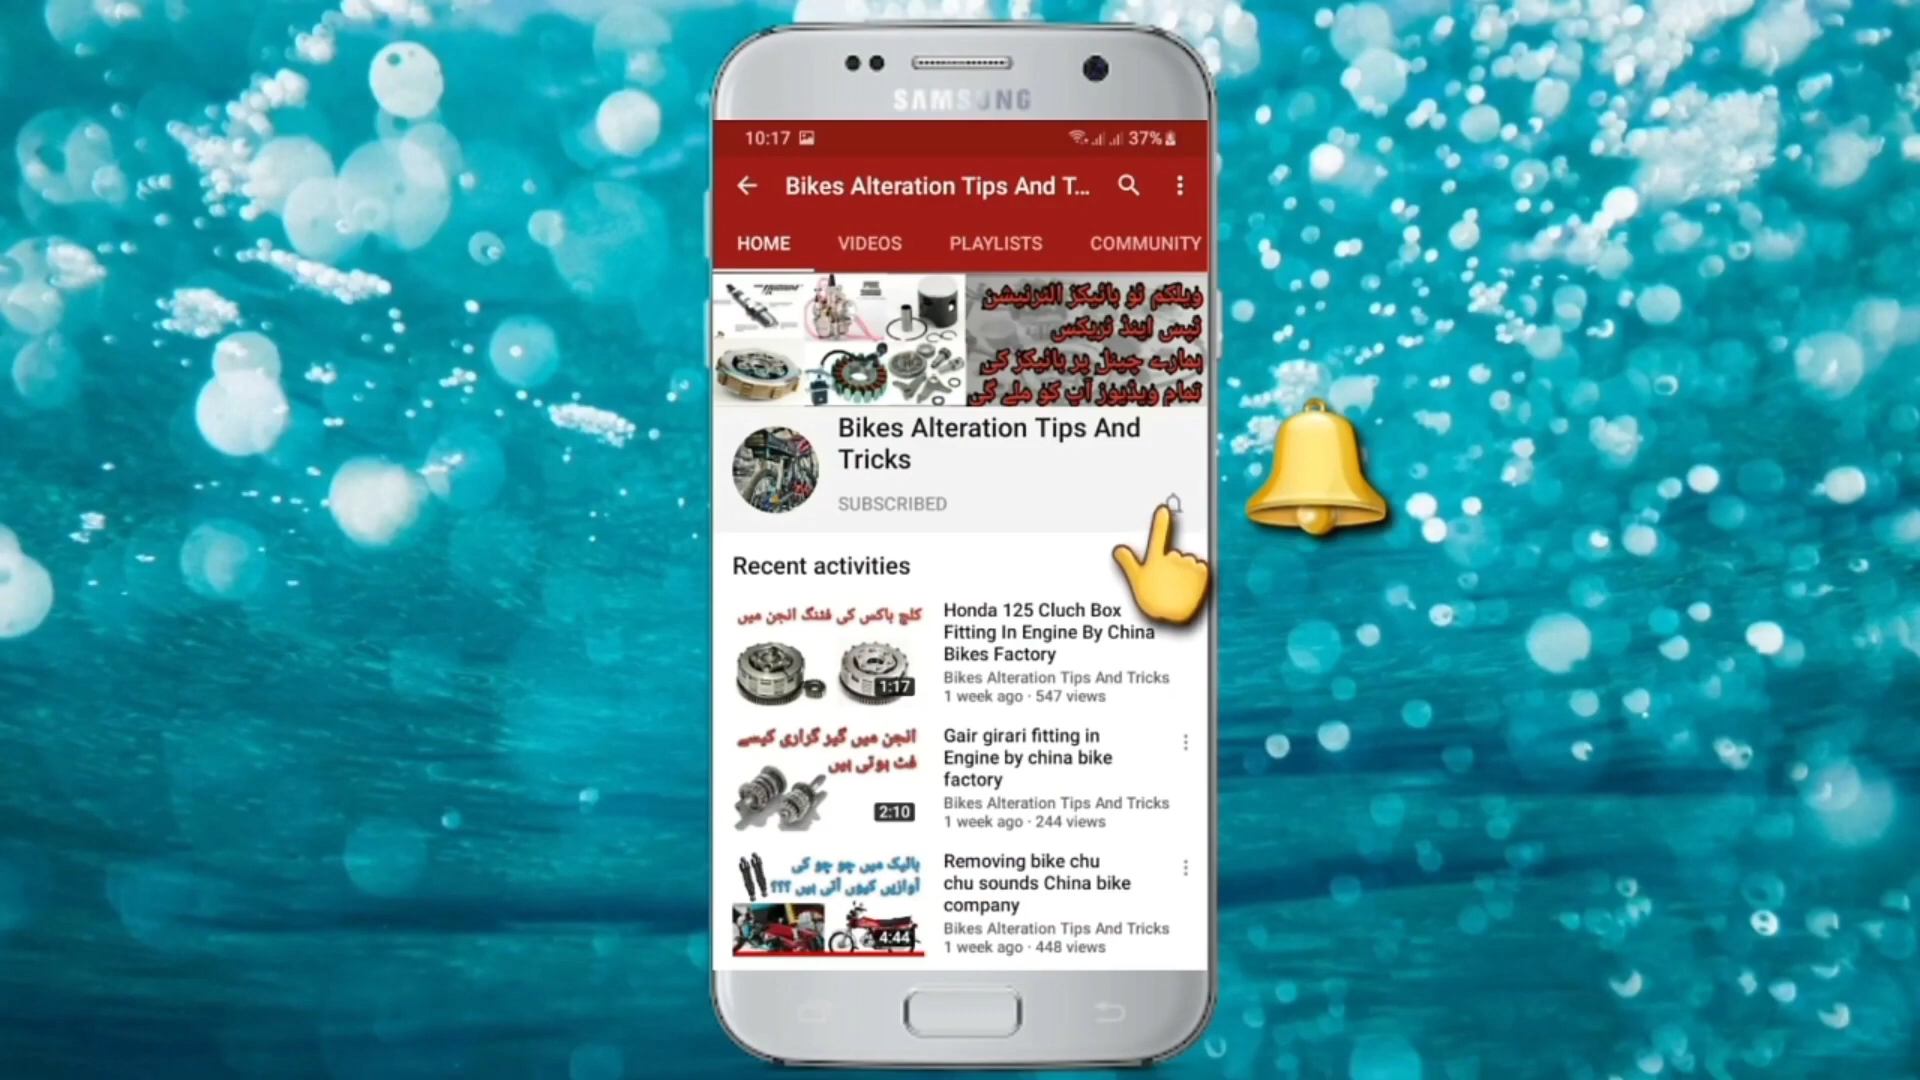 SAMSUNG
10:17
37%
Bikes Alteration Tips And T...
HOME VIDEOS PLAYLISTS COMMUNITY
ویلکم ٹو بائیکز الٹرنیشن
ٹپس اینڈ ٹریکس
ہمارے چینل پر بائیکز کی
تمام ویڈیوز آپ کو ملے گی
Bikes Alteration Tips And
Tricks
SUBSCRIBED
Recent activities
کلچ باکس کی فٹنگ انجن میں
1:17
Honda 125 Cluch Box
Fitting In Engine By China
Bikes Factory
Bikes Alteration Tips And Tricks
1 week ago · 547 views
انجن میں گیر گراری کیسے
فٹ ہوتی ہیں
2:10
Gair girari fitting in
Engine by china bike
factory
Bikes Alteration Tips And Tricks
1 week ago · 244 views
بائیک میں چو چو کی
آوازیں کیوں آتی ہیں ؟؟؟
4:44
Removing bike chu
chu sounds China bike
company
Bikes Alteration Tips And Tricks
1 week ago · 448 views